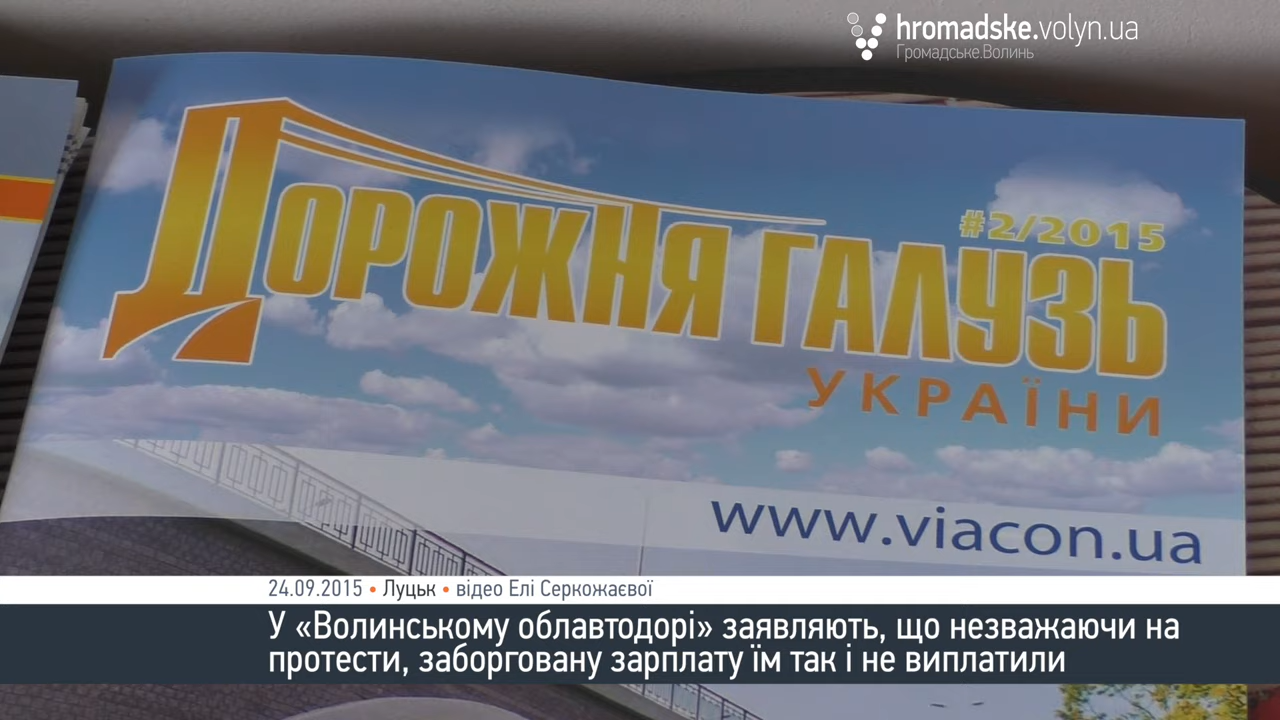 hromadske.volyn.ua
Громадське.Волинь
ДОРОЖНЯ ГАЛУЗЬ
#2/2015
УКРАЇНИ
www.viacon.ua
24.09.2015 • Луцьк • відео Елі Серкожаєвої
У «Волинському облавтодорі» заявляють, що незважаючи на
протести, заборговану зарплату їм так і не виплатили